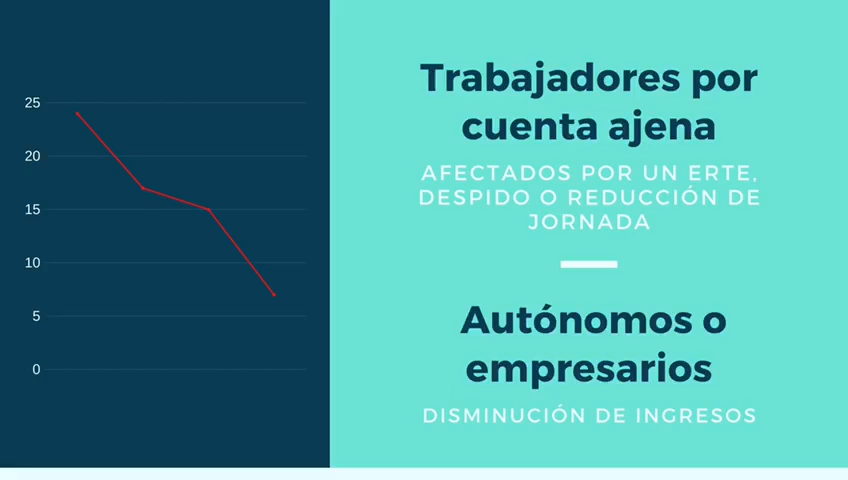 25
20
15
10
5
0
Trabajadores por
cuenta ajena
AFECTADOS POR UN ERTE,
DESPIDO O REDUCCIÓN DE
JORNADA
Autónomos o
empresarios
DISMINUCIÓN DE INGRESOS